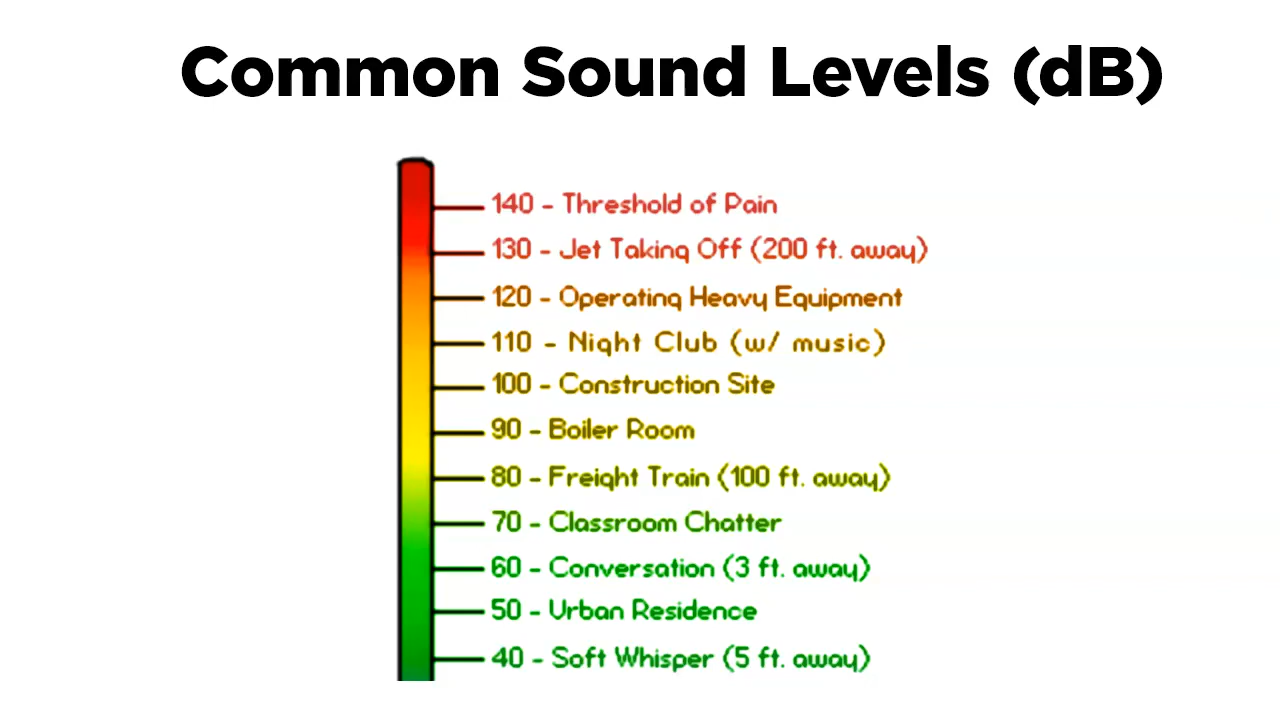 Common Sound Levels (dB)
140 - Threshold of Pain
130 - Jet Taking Off (200 ft. away)
120 - Operating Heavy Equipment
110 - Night Club (w/ music)
100 - Construction Site
90 - Boiler Room
80 - Freight Train (100 ft. away)
70 - Classroom Chatter
60 - Conversation (3 ft. away)
50 - Urban Residence
40 - Soft Whisper (5 ft. away)